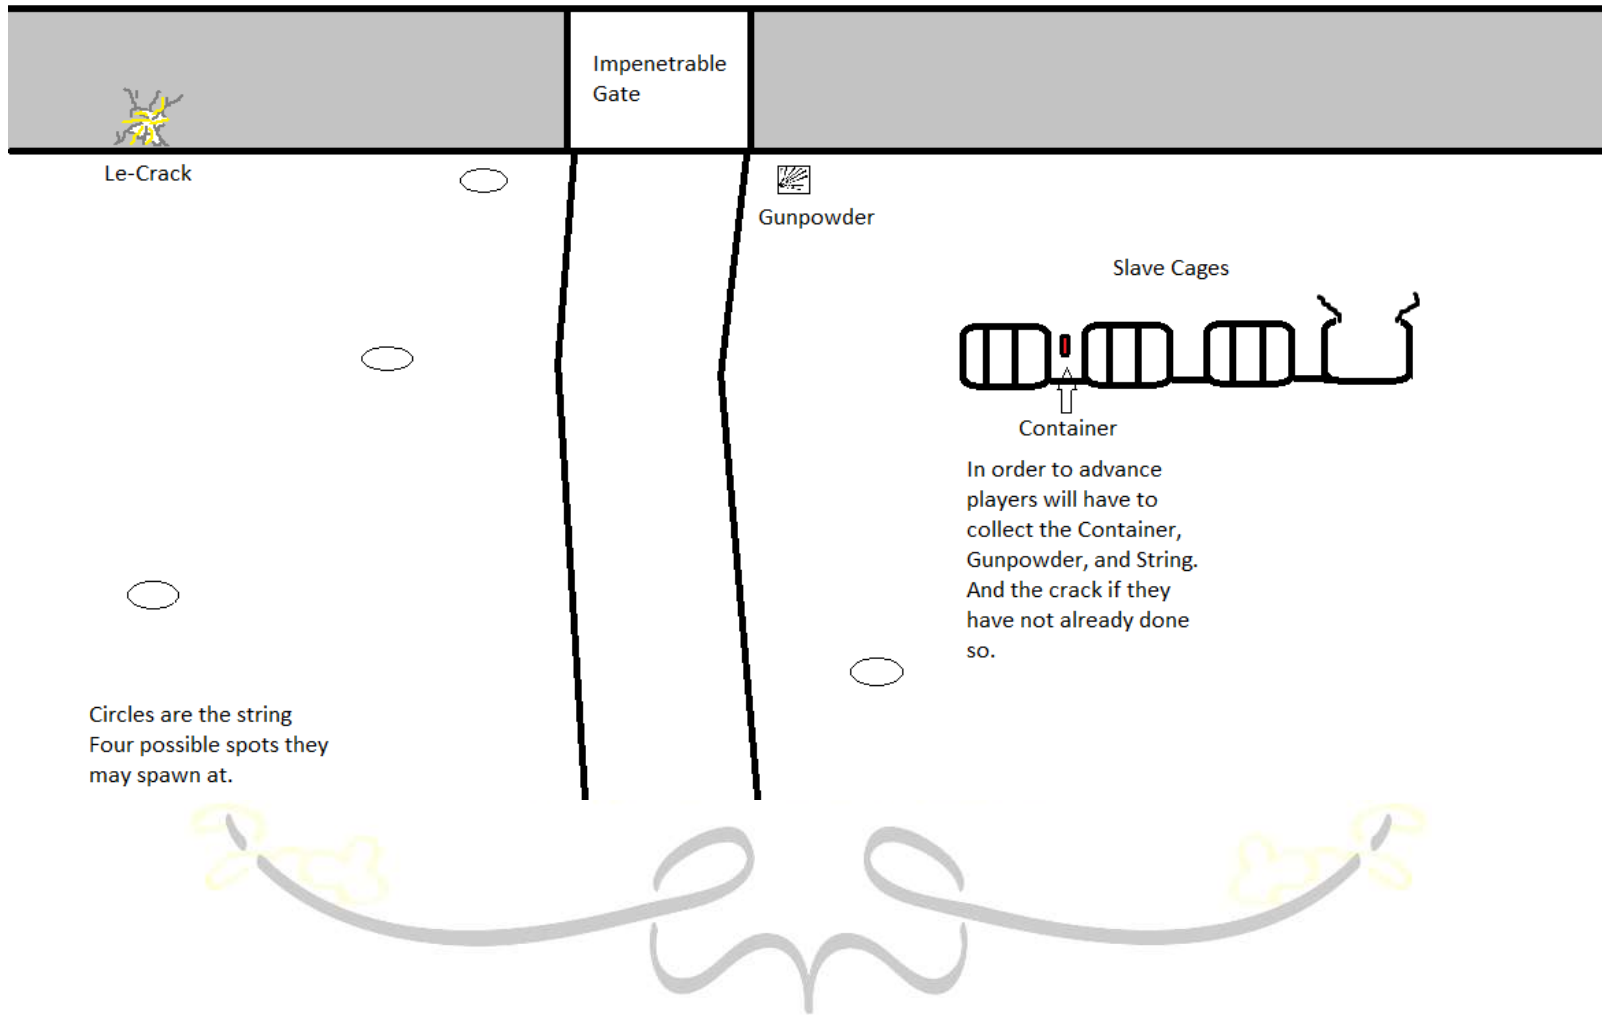 Impenetrable
Gate
Le-Crack
Gunpowder
Slave Cages
Container
In order to advance
players will have to
collect the Container,
Gunpowder, and String.
And the crack if they
have not already done
so.
Circles are the string
Four possible spots they
may spawn at.